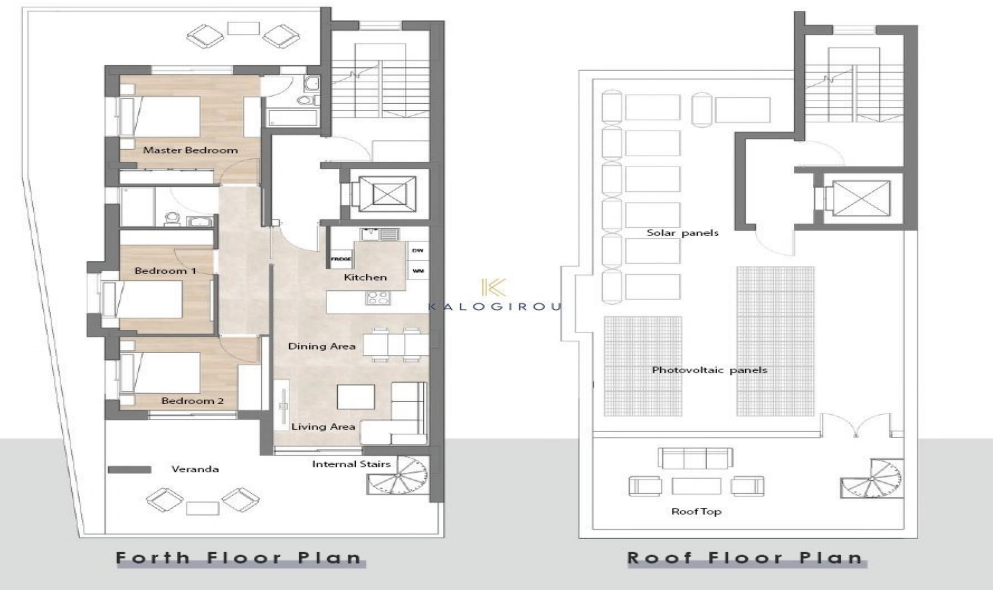 Master Bedroom
Bedroom 1
FRIDGE
DW
WM
Kitchen
Dining Area
Bedroom 2
Living Area
Internal Stairs
Veranda
Forth Floor Plan
KALOGIROU
Solar panels
Photovoltaic panels
Roof Top
Roof Floor Plan